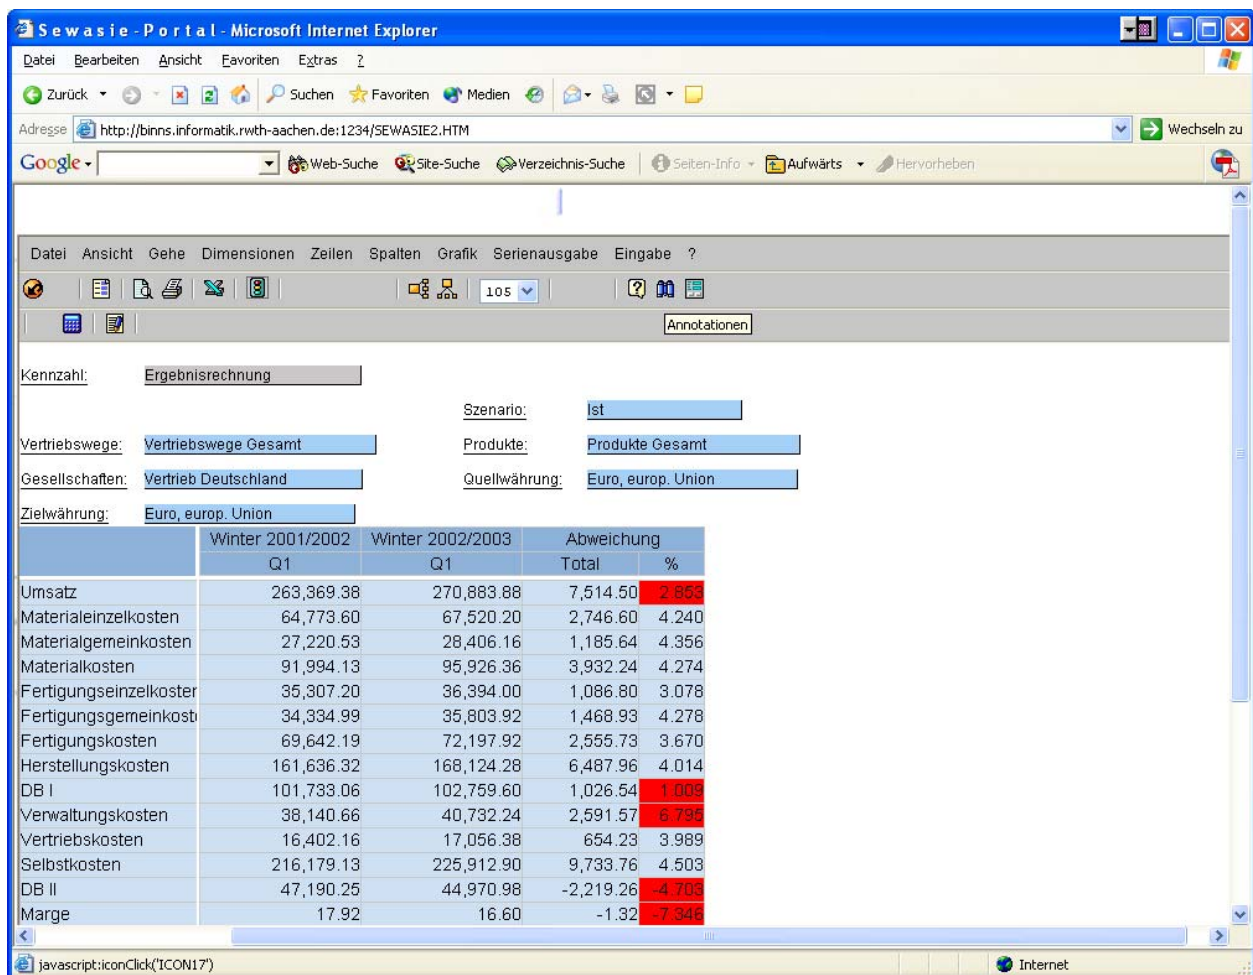 Sewasie-Portal - Microsoft Internet Explorer
Datei Bearbeiten Ansicht Favoriten Extras ?
Zurück Suchen Favoriten Medien
Adresse http://binns.informatik.rwth-aachen.de:1234/SEWASIE2.HTM Wechseln zu
Google Web-Suche Site-Suche Verzeichnis-Suche Seiten-Info Aufwärts Hervorheben
Datei Ansicht Gehe Dimensionen Zeilen Spalten Grafik Serienausgabe Eingabe ?
105
Annotationen
Kennzahl: Ergebnisrechnung
Szenario: Ist
Vertriebswege: Vertriebswege Gesamt Produkte: Produkte Gesamt
Gesellschaften: Vertrieb Deutschland Quellwährung: Euro, europ. Union
Zielwährung: Euro, europ. Union
Winter 2001/2002 Winter 2002/2003 Abweichung
Q1 Q1 Total %
Umsatz 263,369.38 270,883.88 7,514.50 2.853
Materialeinzelkosten 64,773.60 67,520.20 2,746.60 4.240
Materialgemeinkosten 27,220.53 28,406.16 1,185.64 4.356
Materialkosten 91,994.13 95,926.36 3,932.24 4.274
Fertigungseinzelkoster 35,307.20 36,394.00 1,086.80 3.078
Fertigungsgemeinkost 34,334.99 35,803.92 1,468.93 4.278
Fertigungskosten 69,642.19 72,197.92 2,555.73 3.670
Herstellungskosten 161,636.32 168,124.28 6,487.96 4.014
DB I 101,733.06 102,759.60 1,026.54 1.009
Verwaltungskosten 38,140.66 40,732.24 2,591.57 6.795
Vertriebskosten 16,402.16 17,056.38 654.23 3.989
Selbstkosten 216,179.13 225,912.90 9,733.76 4.503
DB II 47,190.25 44,970.98 -2,219.26 -4.703
Marge 17.92 16.60 -1.32 -7.346
javascript:iconClick('ICON17') Internet